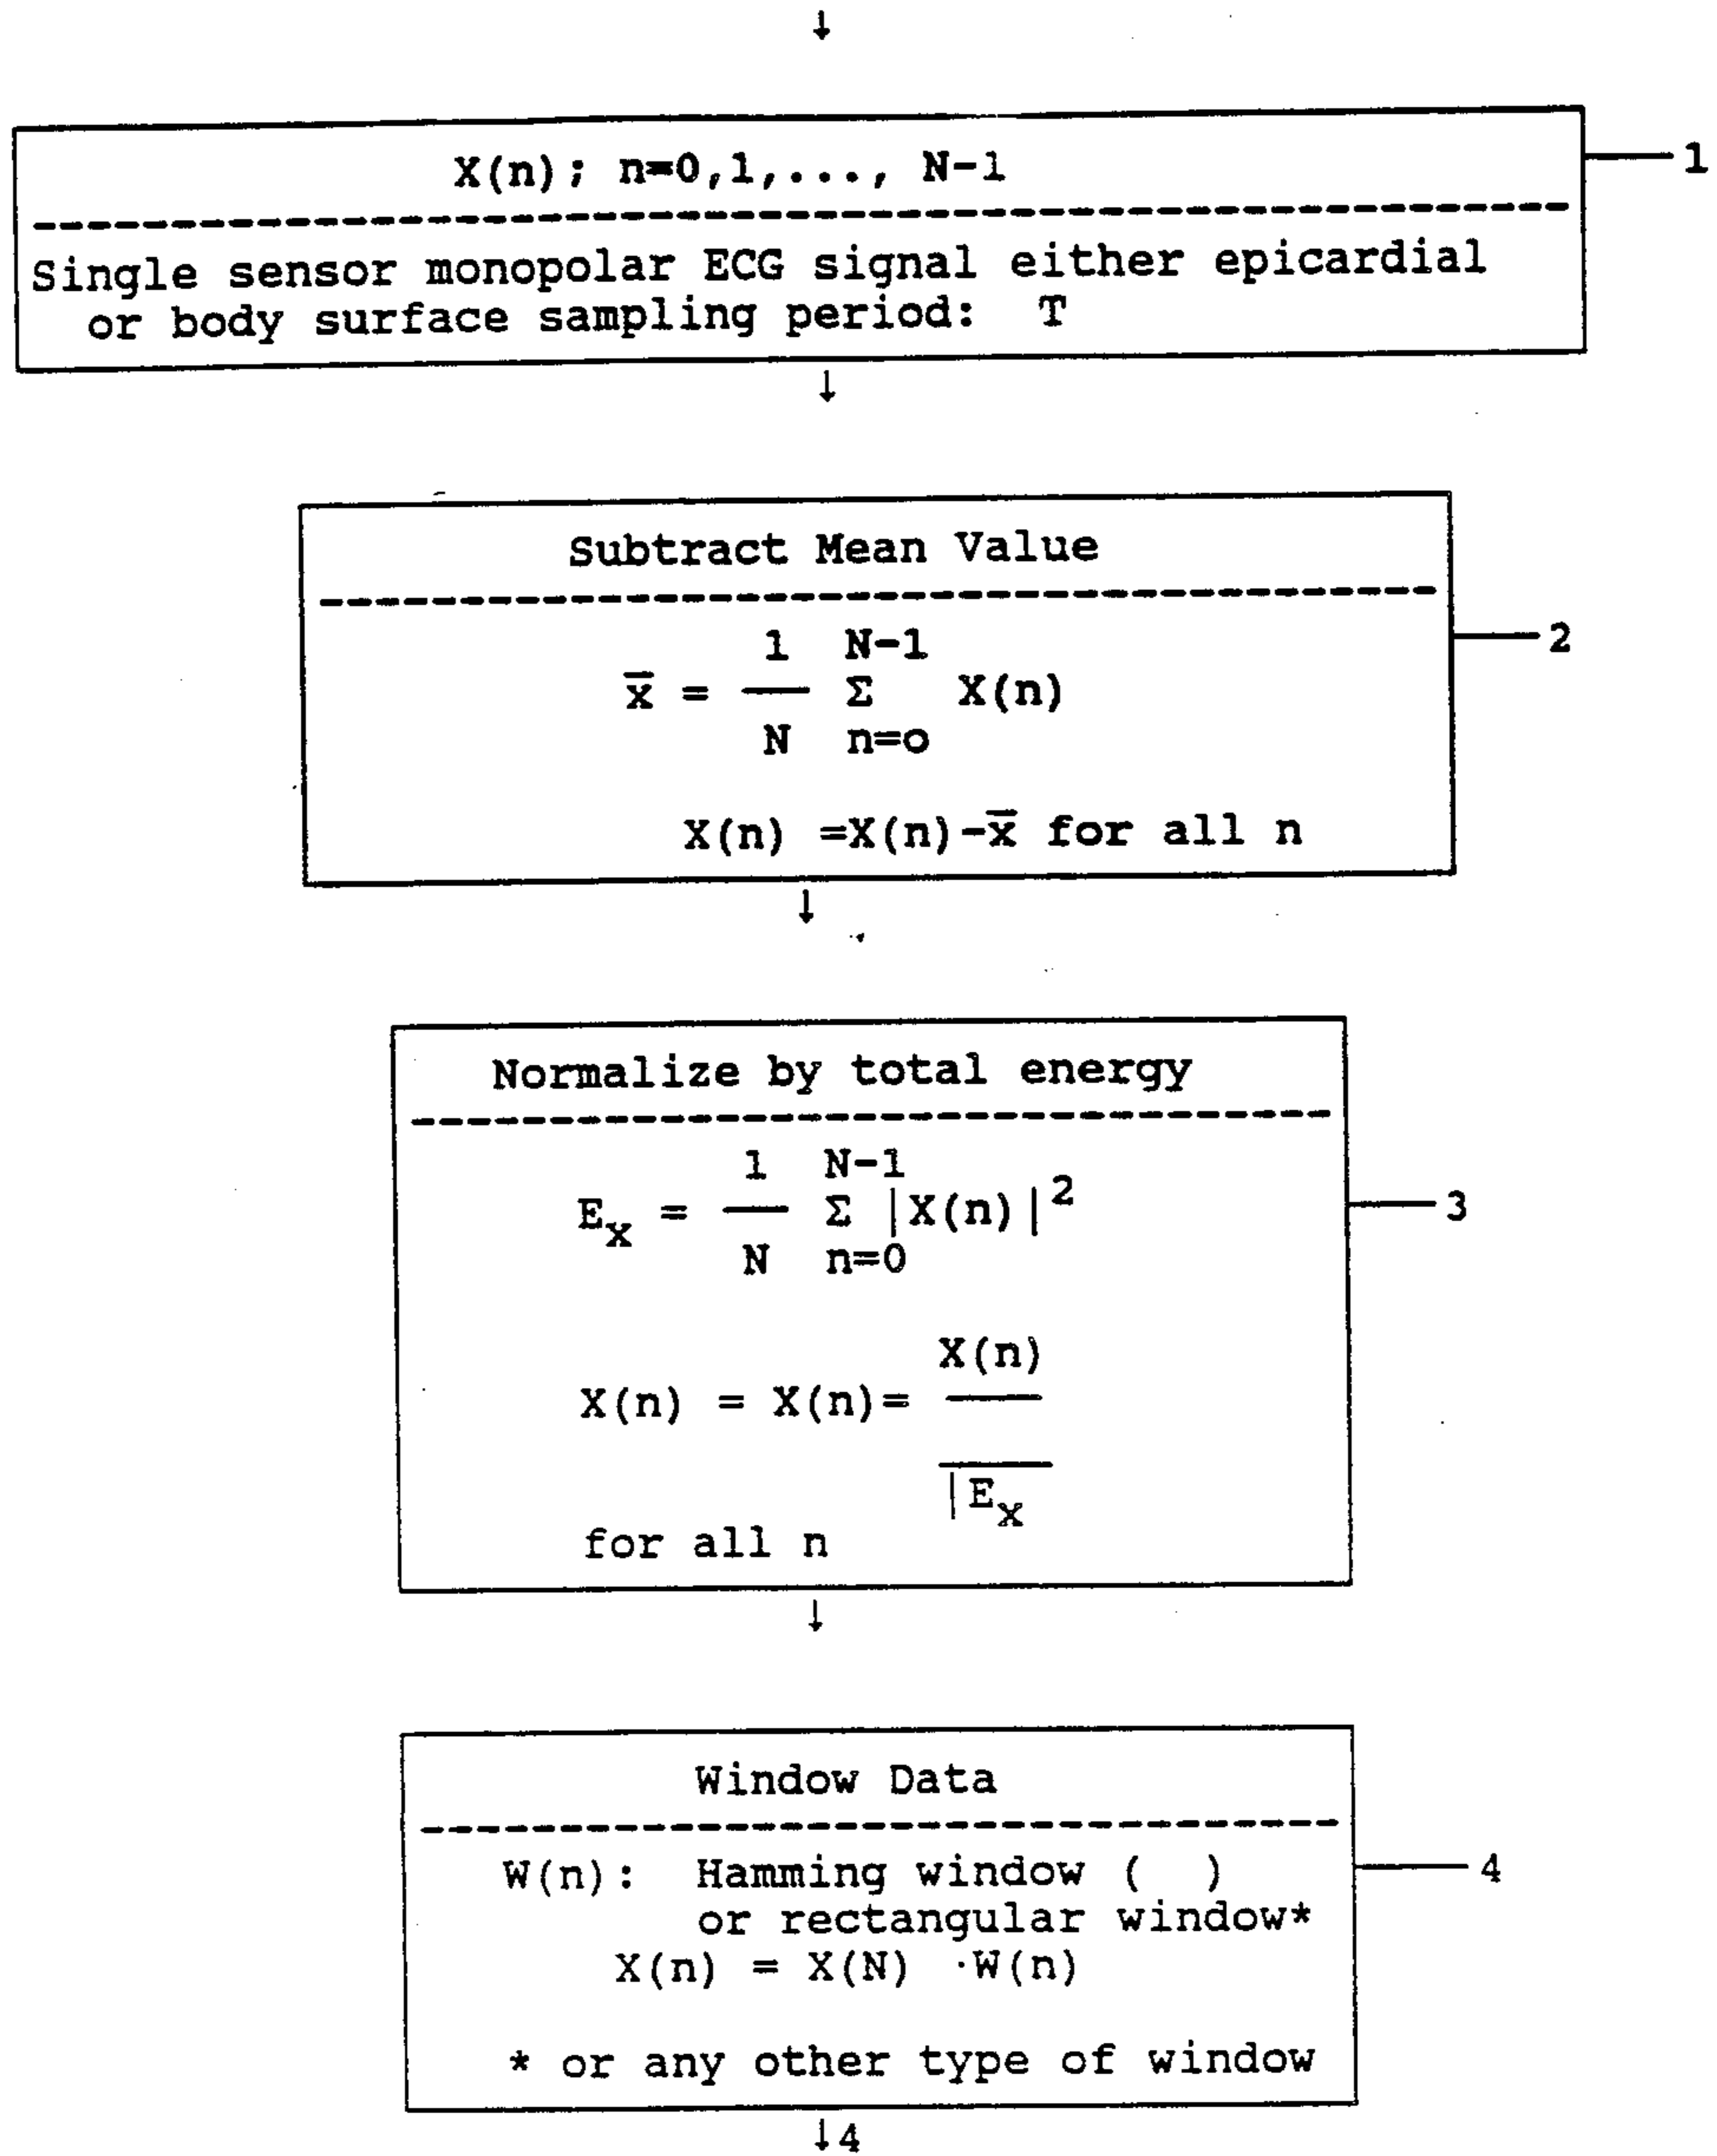 ↓
X(n); n=0,1,..., N-1
1
Single sensor monopolar ECG signal either epicardial
or body surface sampling period: T
↓
Subtract Mean Value
1 N-1
2
x̄ = — Σ X(n)
N n=o
X(n) =X(n)-x̄ for all n
↓
Normalize by total energy
1 N-1
Eₓ = — Σ |X(n)|²
3
N n=0
X(n)
X(n) = X(n)= —
|Eₓ
for all n
↓
Window Data
W(n): Hamming window ( )
4
or rectangular window*
X(n) = X(N) ·W(n)
* or any other type of window
↓4